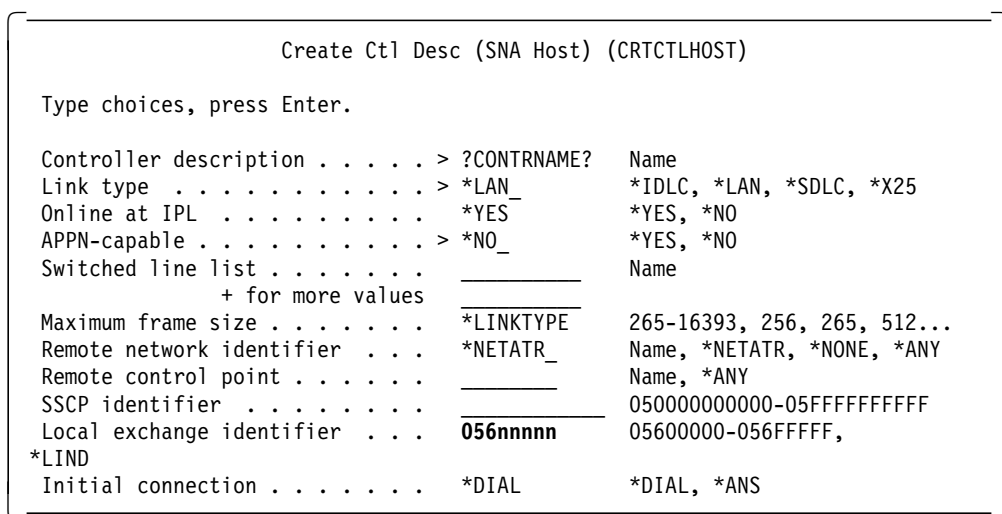 Create Ctl Desc (SNA Host) (CRTCTLHOST)
Type choices, press Enter.
Controller description . . . . . > ?CONTRNAME? Name
Link type . . . . . . . . . . . > *LAN_ *IDLC, *LAN, *SDLC, *X25
Online at IPL . . . . . . . . . *YES *YES, *NO
APPN-capable . . . . . . . . . . > *NO_ *YES, *NO
Switched line list . . . . . . . __________ Name
+ for more values __________
Maximum frame size . . . . . . . *LINKTYPE 265-16393, 256, 265, 512...
Remote network identifier . . . *NETATR_ Name, *NETATR, *NONE, *ANY
Remote control point . . . . . . ________ Name, *ANY
SSCP identifier . . . . . . . . ____________ 050000000000-05FFFFFFFFFF
Local exchange identifier . . . 056nnnnn 05600000-056FFFFF,
*LIND
Initial connection . . . . . . . *DIAL *DIAL, *ANS